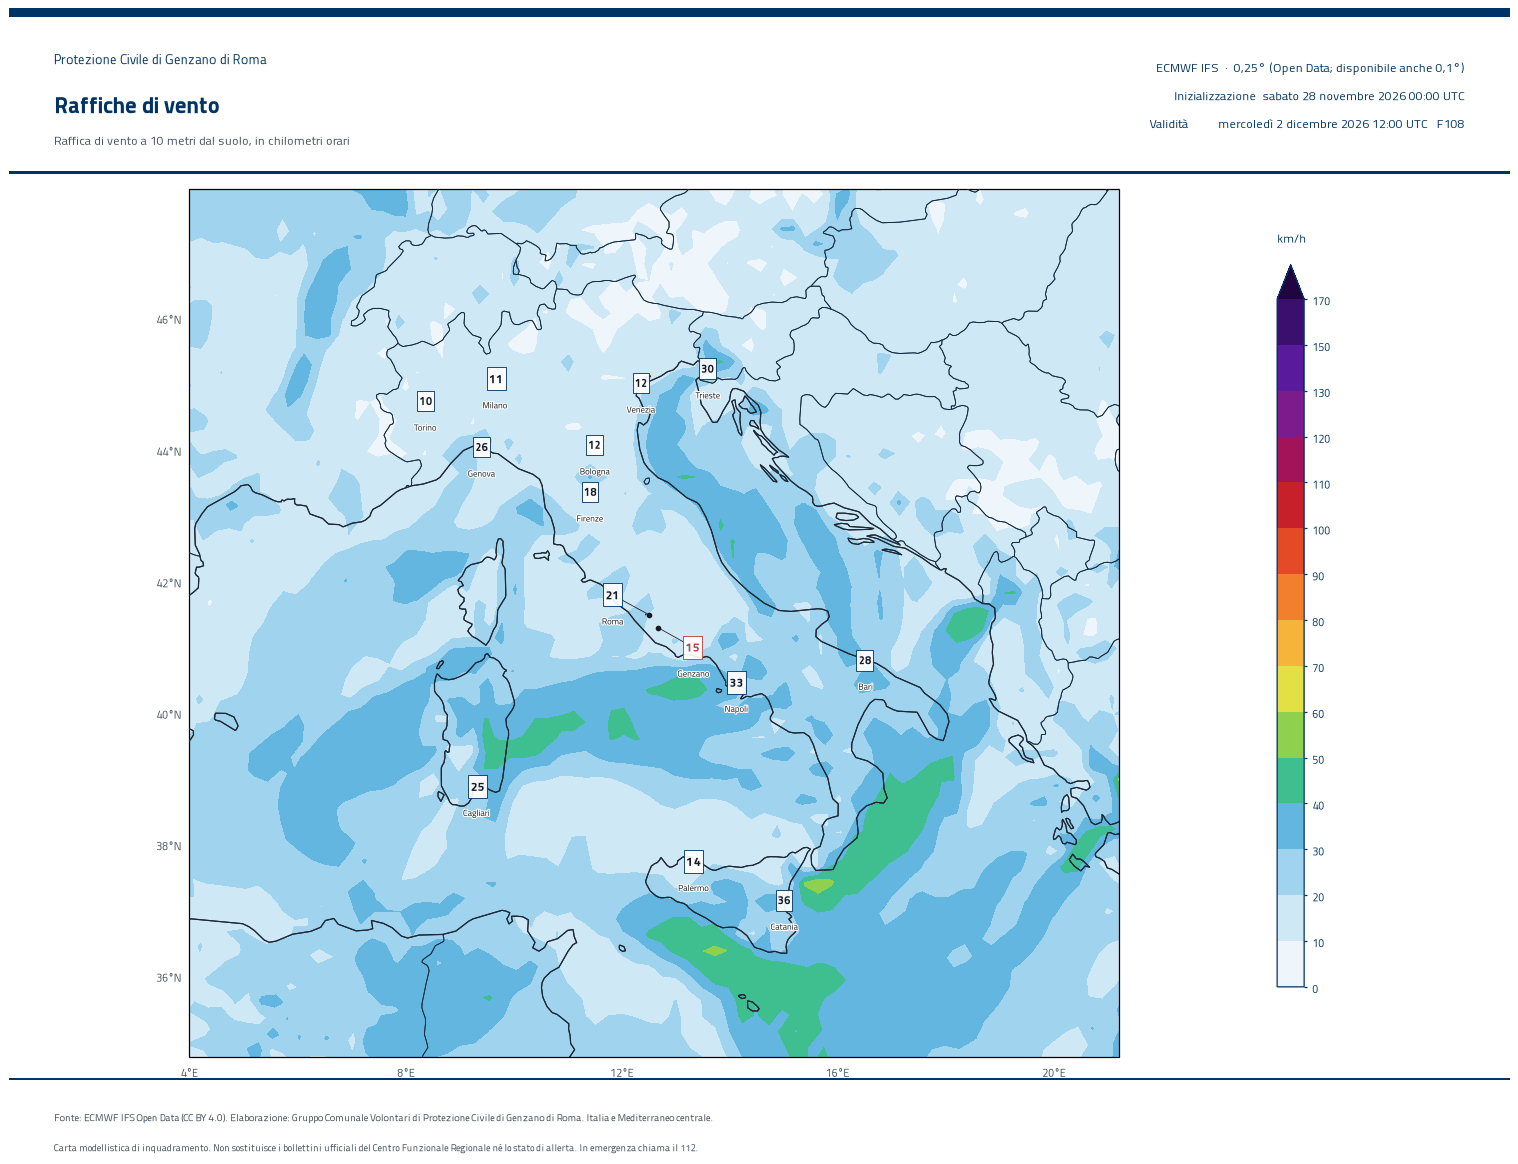 Protezione Civile di Genzano di Roma
Raffiche di vento
Raffica di vento a 10 metri dal suolo, in chilometri orari
ECMWF IFS · 0,25° (Open Data; disponibile anche 0,1°)
Inizializzazione sabato 28 novembre 2026 00:00 UTC
Validità mercoledì 2 dicembre 2026 12:00 UTC F108
km/h
170
150
130
120
110
100
90
80
70
60
50
40
30
20
10
0
46°N
44°N
42°N
40°N
38°N
36°N
4°E
8°E
12°E
16°E
20°E
30
Trieste
11
Milano
12
Venezia
10
Torino
26
Genova
12
Bologna
18
Firenze
21
Roma
15
Genzano
28
Bari
33
Napoli
25
Cagliari
14
Palermo
36
Catania
Fonte: ECMWF IFS Open Data (CC BY 4.0). Elaborazione: Gruppo Comunale Volontari di Protezione Civile di Genzano di Roma. Italia e Mediterraneo centrale.
Carta modellistica di inquadramento. Non sostituisce i bollettini ufficiali del Centro Funzionale Regionale né lo stato di allerta. In emergenza chiama il 112.